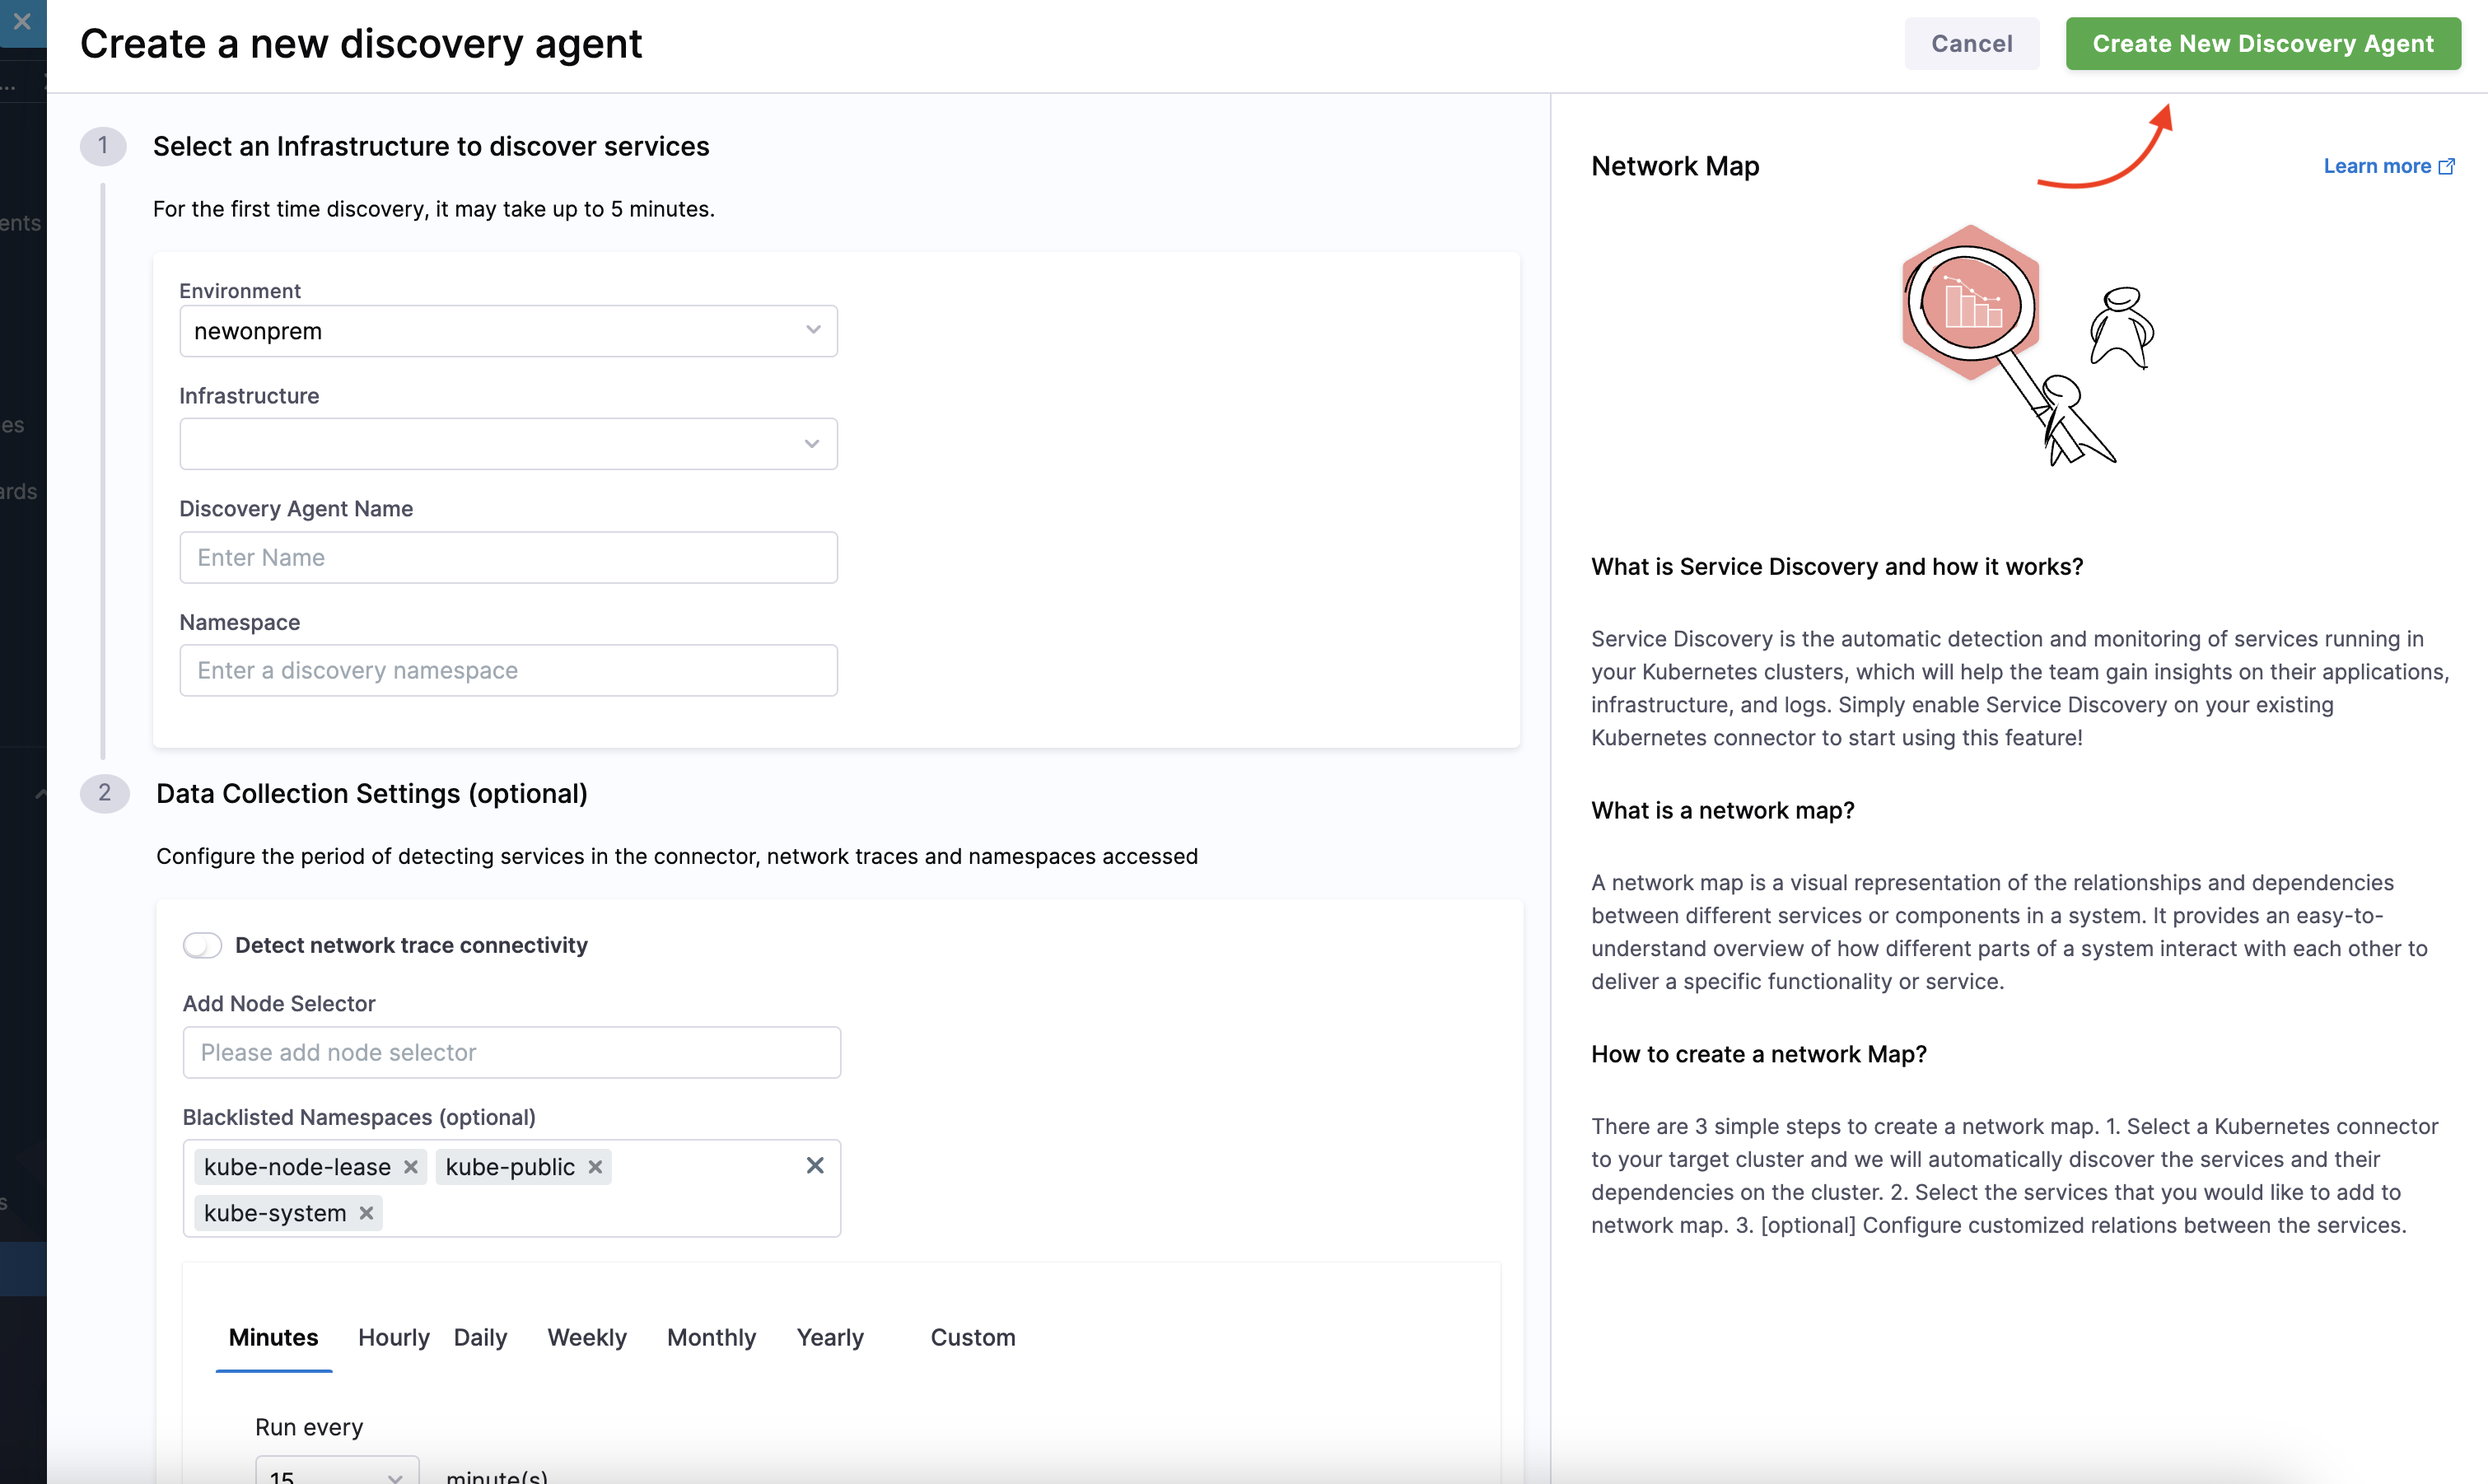 Create a new discovery agent
Cancel
Create New Discovery Agent
...
ents
es
ards
s
1
Select an Infrastructure to discover services
For the first time discovery, it may take up to 5 minutes.
Environment
newonprem
Infrastructure
Discovery Agent Name
Enter Name
Namespace
Enter a discovery namespace
2
Data Collection Settings (optional)
Configure the period of detecting services in the connector, network traces and namespaces accessed
Detect network trace connectivity
Add Node Selector
Please add node selector
Blacklisted Namespaces (optional)
kube-node-lease kube-public
kube-system
Minutes Hourly Daily Weekly Monthly Yearly Custom
Run every
15 minute(s)
Network Map
Learn more
What is Service Discovery and how it works?
Service Discovery is the automatic detection and monitoring of services running in
your Kubernetes clusters, which will help the team gain insights on their applications,
infrastructure, and logs. Simply enable Service Discovery on your existing
Kubernetes connector to start using this feature!
What is a network map?
A network map is a visual representation of the relationships and dependencies
between different services or components in a system. It provides an easy-to-
understand overview of how different parts of a system interact with each other to
deliver a specific functionality or service.
How to create a network Map?
There are 3 simple steps to create a network map. 1. Select a Kubernetes connector
to your target cluster and we will automatically discover the services and their
dependencies on the cluster. 2. Select the services that you would like to add to
network map. 3. [optional] Configure customized relations between the services.